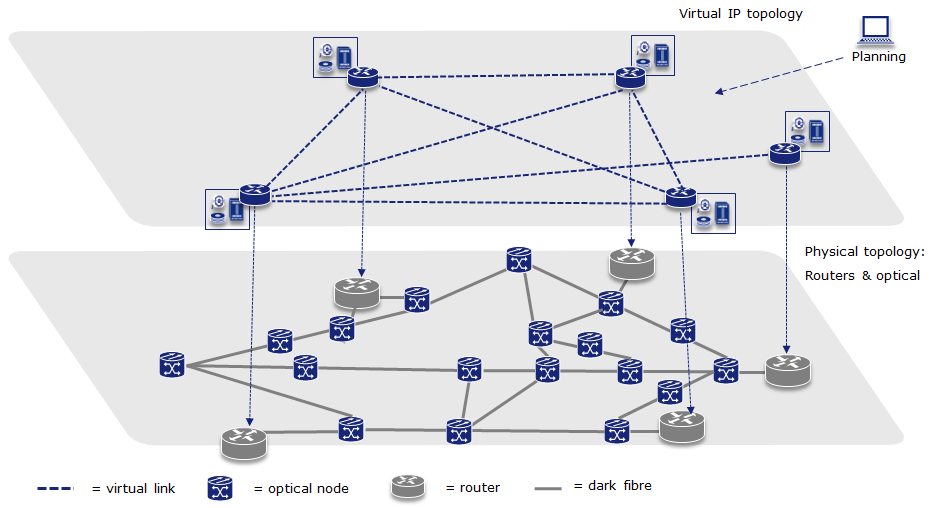 Virtual IP topology
Planning
Physical topology:
Routers & optical
= virtual link
= optical node
= router
= dark fibre